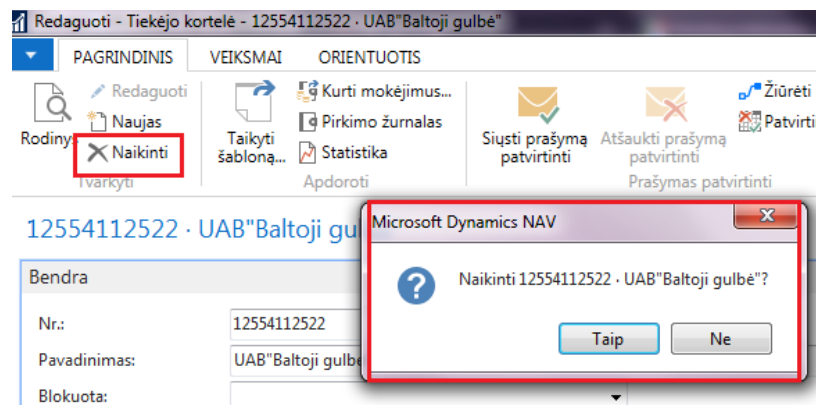 Redaguoti - Tiekėjo kortelė - 12554112522 · UAB"Baltoji gulbė"
PAGRINDINIS VEIKSMAI ORIENTUOTIS
Rodinys
Redaguoti
Naujas
Naikinti
Tvarkyti
Taikyti
šabloną...
Kurti mokėjimus...
Pirkimo žurnalas
Statistika
Apdoroti
Siųsti prašymą
patvirtinti
Atšaukti prašymą
patvirtinti
Žiūrėti
Patvirti
Prašymas patvirtinti
12554112522 · UAB"Baltoji gul
Microsoft Dynamics NAV
Naikinti 12554112522 · UAB"Baltoji gulbė"?
Taip Ne
Bendra
Nr.: 12554112522
Pavadinimas: UAB"Baltoji gulbė
Blokuota: